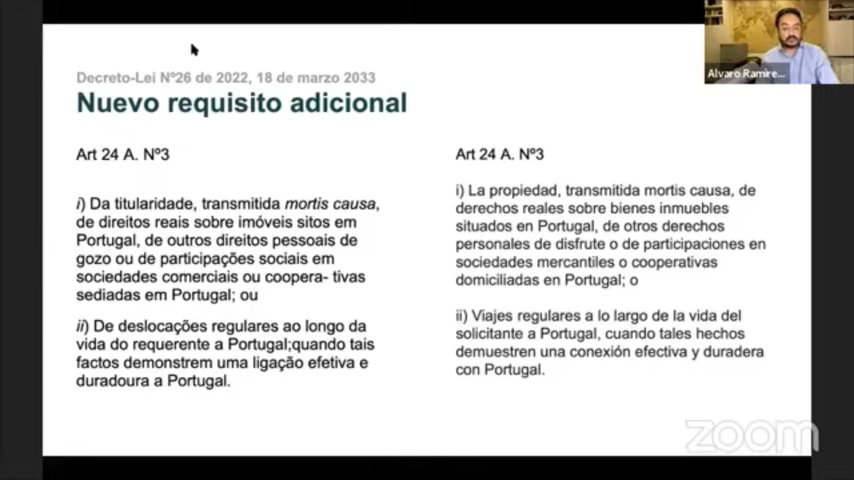 Decreto-Lei Nº26 de 2022, 18 de marzo 2033
Nuevo requisito adicional
Art 24 A. Nº3
i) Da titularidade, transmitida mortis causa,
de direitos reais sobre imóveis sitos em
Portugal, de outros direitos pessoais de
gozo ou de participações sociais em
sociedades comerciais ou coopera- tivas
sediadas em Portugal; ou
ii) De deslocações regulares ao longo da
vida do requerente a Portugal;quando tais
factos demonstrem uma ligação efetiva e
duradoura a Portugal.
Art 24 A. Nº3
i) La propiedad, transmitida mortis causa, de
derechos reales sobre bienes inmuebles
situados en Portugal, de otros derechos
personales de disfrute o de participaciones en
sociedades mercantiles o cooperativas
domiciliadas en Portugal; o
ii) Viajes regulares a lo largo de la vida del
solicitante a Portugal, cuando tales hechos
demuestren una conexión efectiva y duradera
con Portugal.
Alvaro Ramire...
zoom